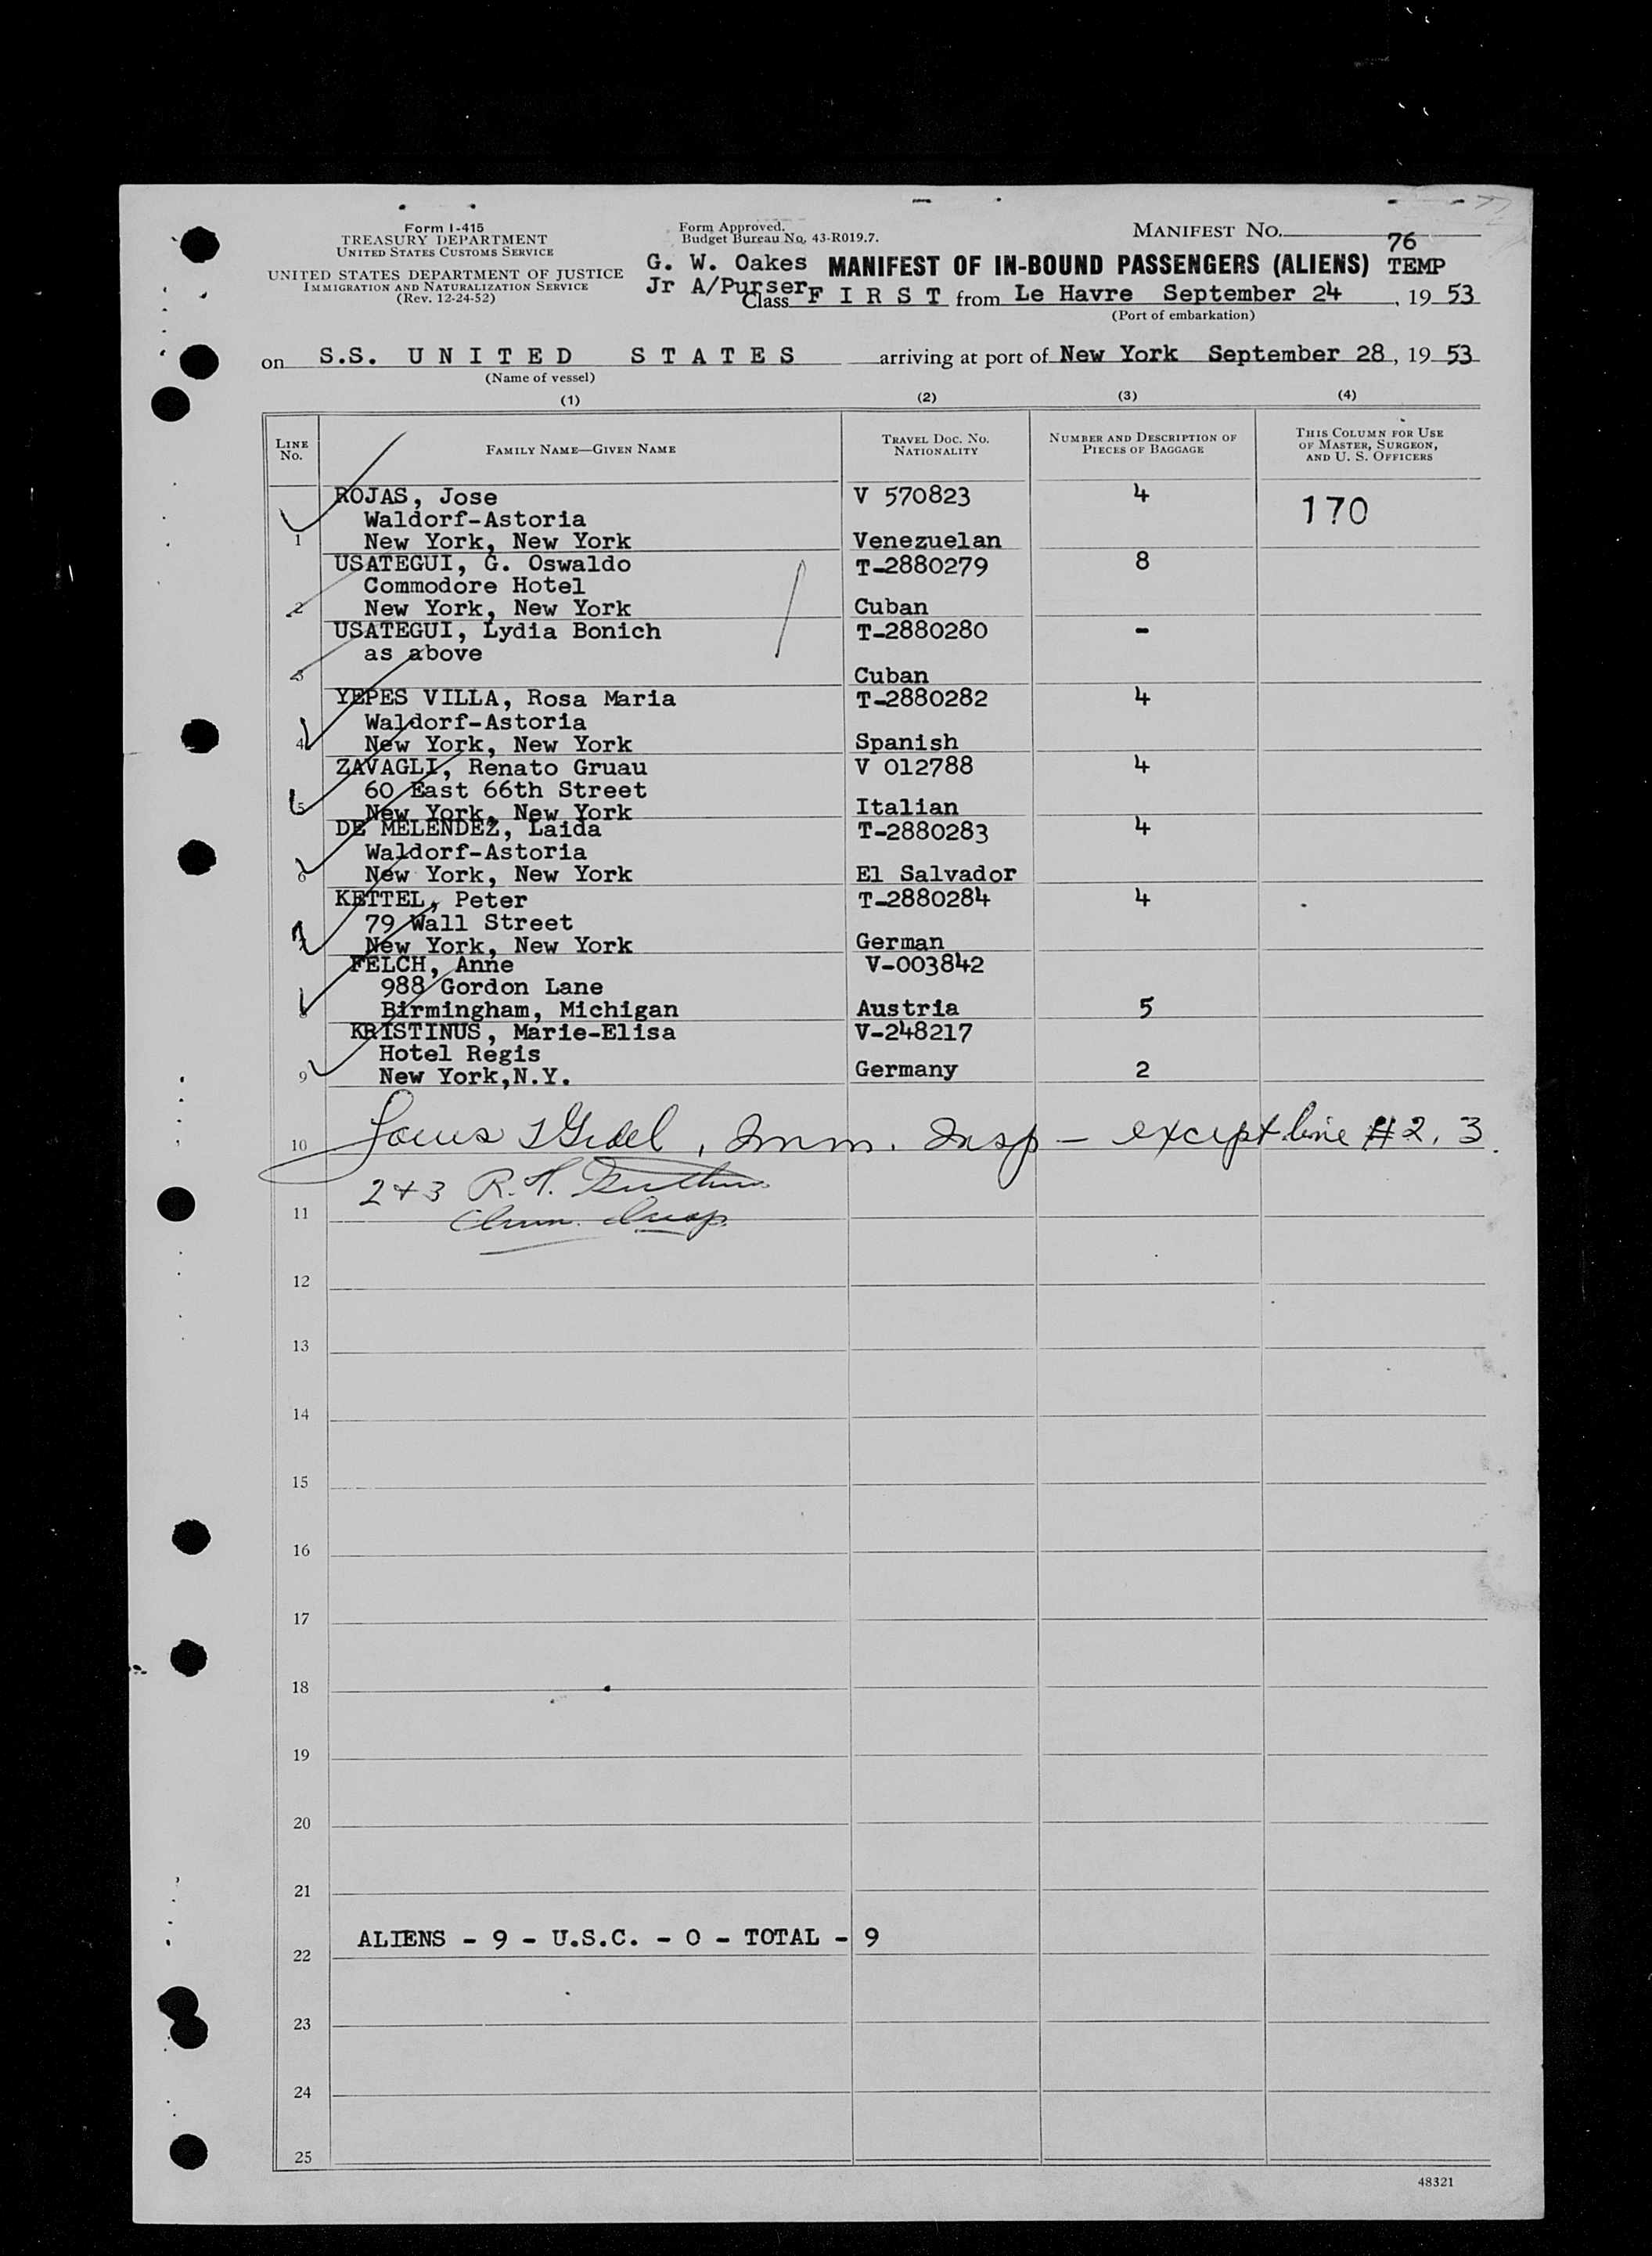 Form I-415
TREASURY DEPARTMENT
UNITED STATES CUSTOMS SERVICE
UNITED STATES DEPARTMENT OF JUSTICE
IMMIGRATION AND NATURALIZATION SERVICE
(Rev. 12-24-52)
Form Approved.
Budget Bureau No. 43-R019.7.
MANIFEST NO.
76
G. W. Oakes MANIFEST OF IN-BOUND PASSENGERS (ALIENS) TEMP
Jr A/Purser
Class F I R S T from Le Havre September 24, 19 53
(Port of embarkation)
on S.S. U N I T E D S T A T E S arriving at port of New York September 28, 19 53
(Name of vessel)
(1) (2) (3) (4)
LINE NO. FAMILY NAME—GIVEN NAME TRAVEL DOC. NO. NATIONALITY NUMBER AND DESCRIPTION OF PIECES OF BAGGAGE THIS COLUMN FOR USE OF MASTER, SURGEON, AND U. S. OFFICERS
ROJAS, Jose V 570823 4 170
Waldorf-Astoria
1 New York, New York Venezuelan
USATEGUI, G. Oswaldo T-2880279 8
Commodore Hotel
2 New York, New York Cuban
USATEGUI, Lydia Bonich T-2880280 -
as above
3 Cuban
YEPES VILLA, Rosa Maria T-2880282 4
Waldorf-Astoria
4 New York, New York Spanish
ZAVAGLI, Renato Gruau V 012788 4
60 East 66th Street
5 New York, New York Italian
DE MELENDEZ, Laida T-2880283 4
Waldorf-Astoria
6 New York, New York El Salvador
KETTEL, Peter T-2880284 4
79 Wall Street
7 New York, New York German
FELCH, Anne V-003842
988 Gordon Lane
8 Birmingham, Michigan Austria 5
KRISTINUS, Marie-Elisa V-248217
Hotel Regis
9 New York,N.Y. Germany 2
10 Imm. Insp - except line #2, 3
2 + 3 R.
11 Imm. Insp.
12
13
14
15
16
17
18
19
20
21
ALIENS - 9 - U.S.C. - 0 - TOTAL - 9
22
23
24
25
48321